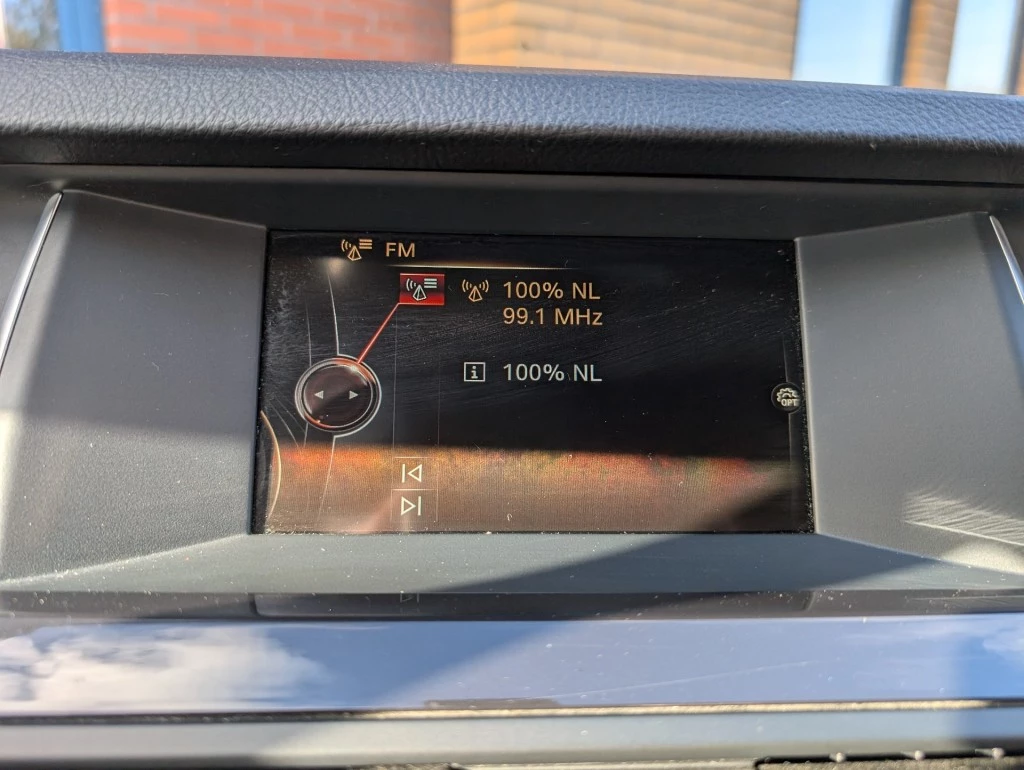 FM
100% NL
99.1 MHz
i 100% NL
OPT